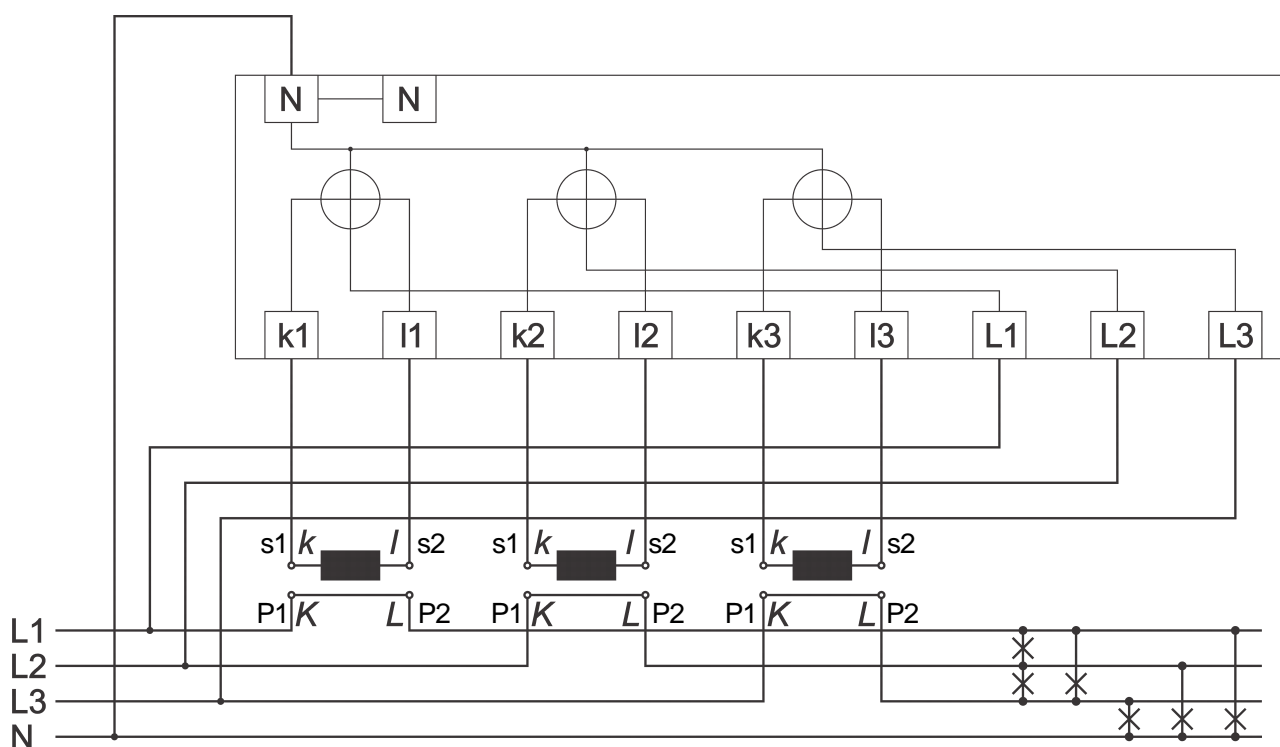 N N
k1 l1 k2 l2 k3 l3 L1 L2 L3
s1 k l s2 s1 k l s2 s1 k l s2
P1 K L P2 P1 K L P2 P1 K L P2
L1
L2
L3
N